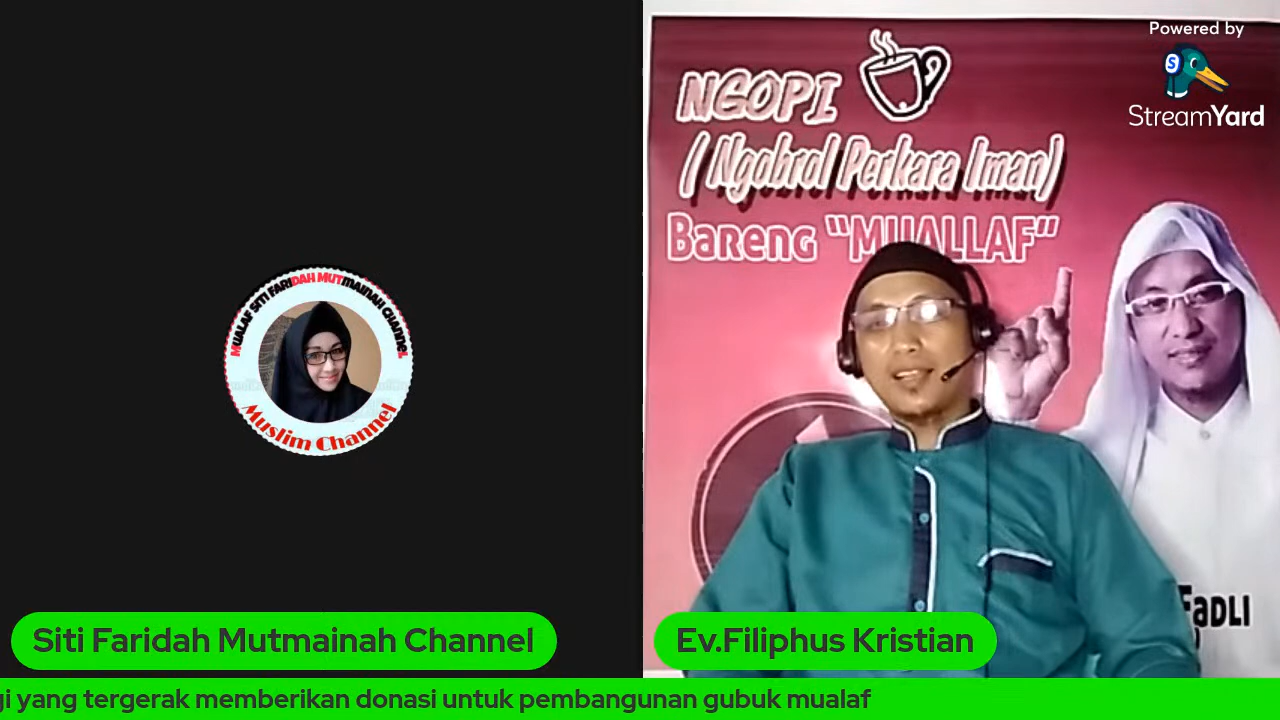 Powered by
StreamYard
NGOPI
( Ngobrol Perkara Iman)
Bareng "MUALLAF"
MUALAF SITI FARIDAH MUTMAINAH CHANNEL
Muslim Channel
FADLI
Siti Faridah Mutmainah Channel
Ev.Filiphus Kristian
yang tergerak memberikan donasi untuk pembangunan gubuk mualaf